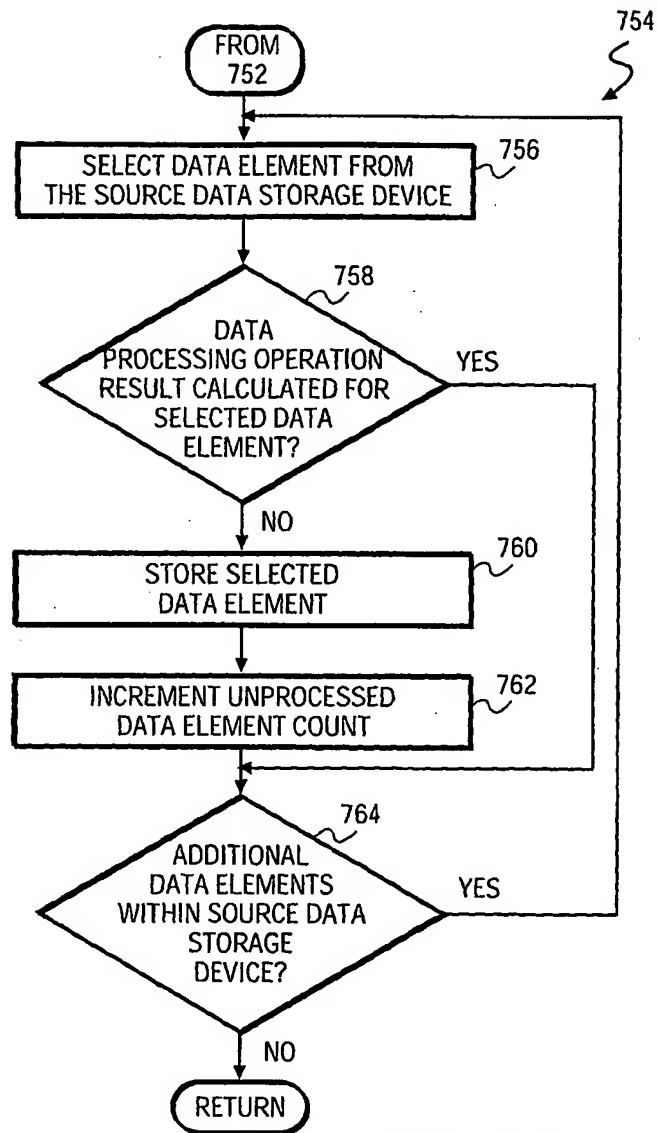 754
FROM
752
SELECT DATA ELEMENT FROM
THE SOURCE DATA STORAGE DEVICE
756
758
DATA
PROCESSING OPERATION
RESULT CALCULATED FOR
SELECTED DATA
ELEMENT?
YES
NO
STORE SELECTED
DATA ELEMENT
760
INCREMENT UNPROCESSED
DATA ELEMENT COUNT
762
764
ADDITIONAL
DATA ELEMENTS
WITHIN SOURCE DATA
STORAGE
DEVICE?
YES
NO
RETURN